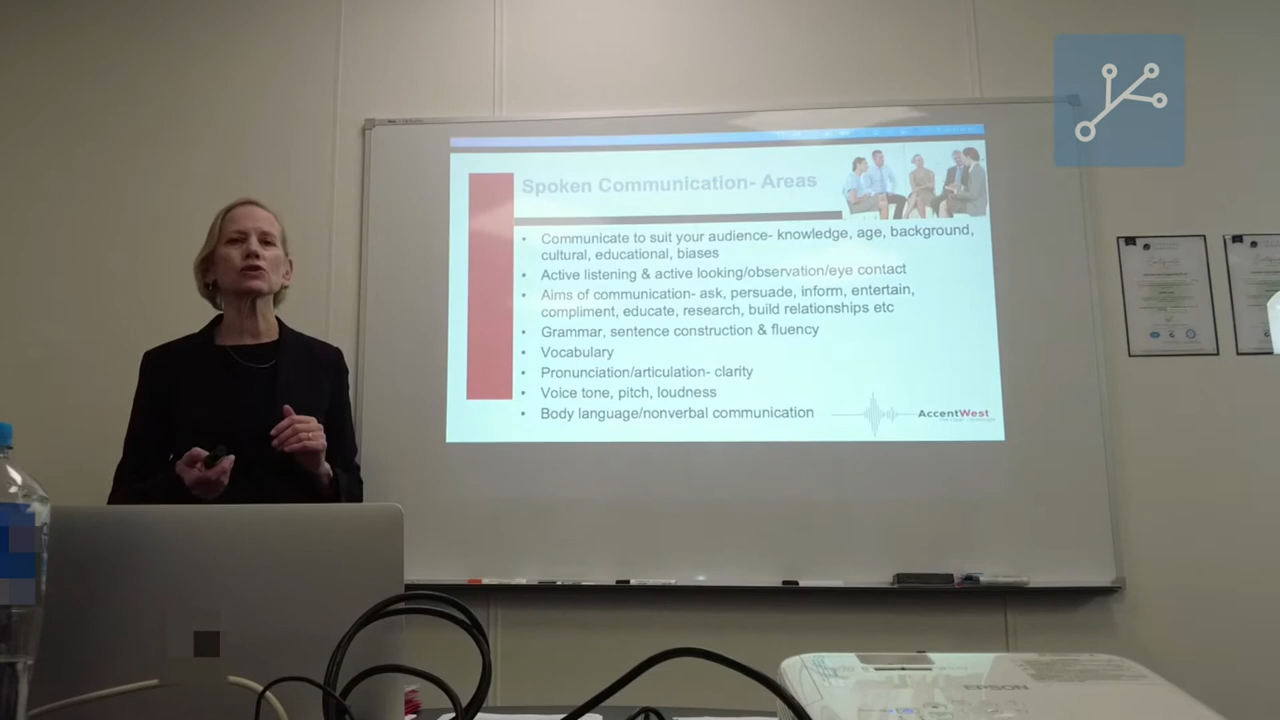 Spoken Communication- Areas
• Communicate to suit your audience- knowledge, age, background,
cultural, educational, biases
• Active listening & active looking/observation/eye contact
• Aims of communication- ask, persuade, inform, entertain,
compliment, educate, research, build relationships etc
• Grammar, sentence construction & fluency
• Vocabulary
• Pronunciation/articulation- clarity
• Voice tone, pitch, loudness
• Body language/nonverbal communication
AccentWest
EPSON